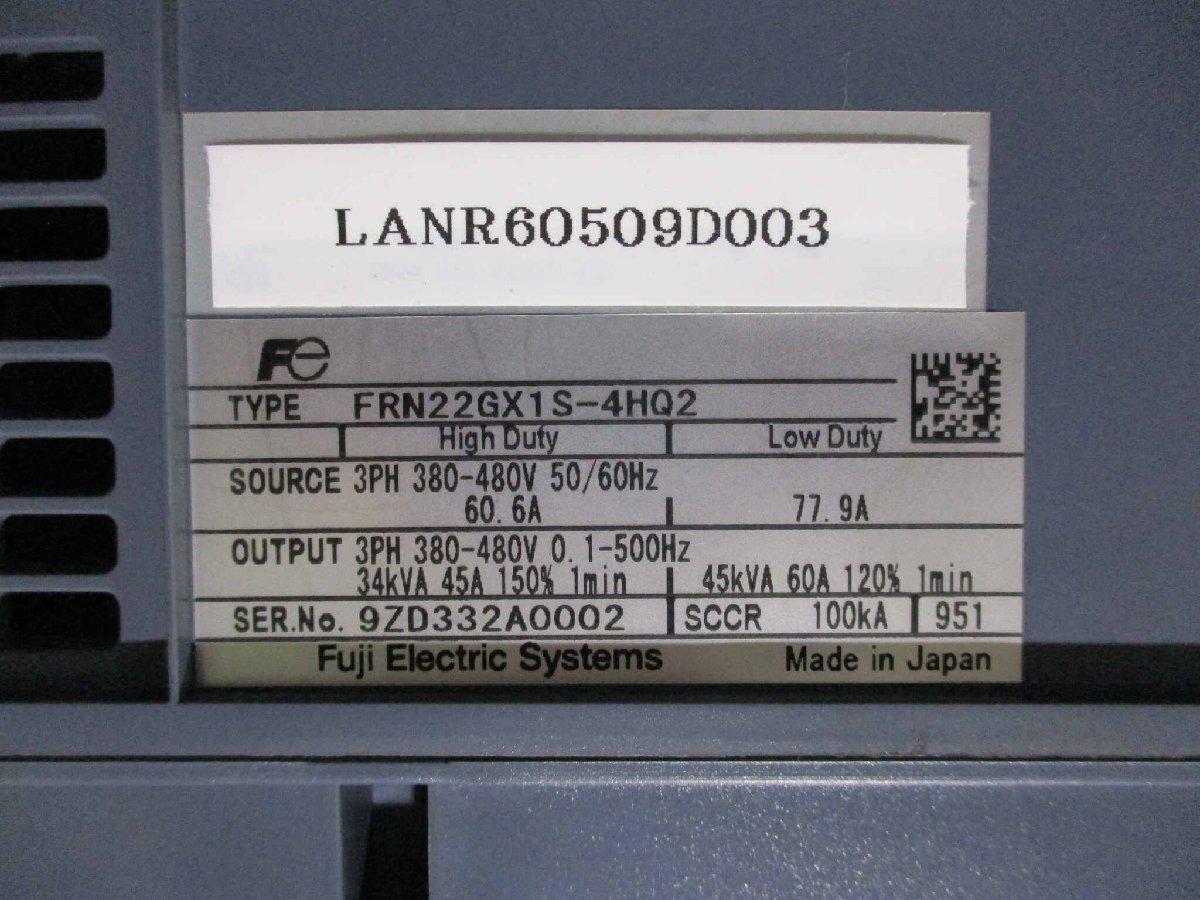 LANR60509D003
Fe
TYPE FRN22GX1S-4HQ2
High Duty Low Duty
SOURCE 3PH 380-480V 50/60Hz
60.6A 77.9A
OUTPUT 3PH 380-480V 0.1-500Hz
34kVA 45A 150% 1min 45kVA 60A 120% 1min
SER.No. 9ZD332A0002 SCCR 100kA 951
Fuji Electric Systems Made in Japan